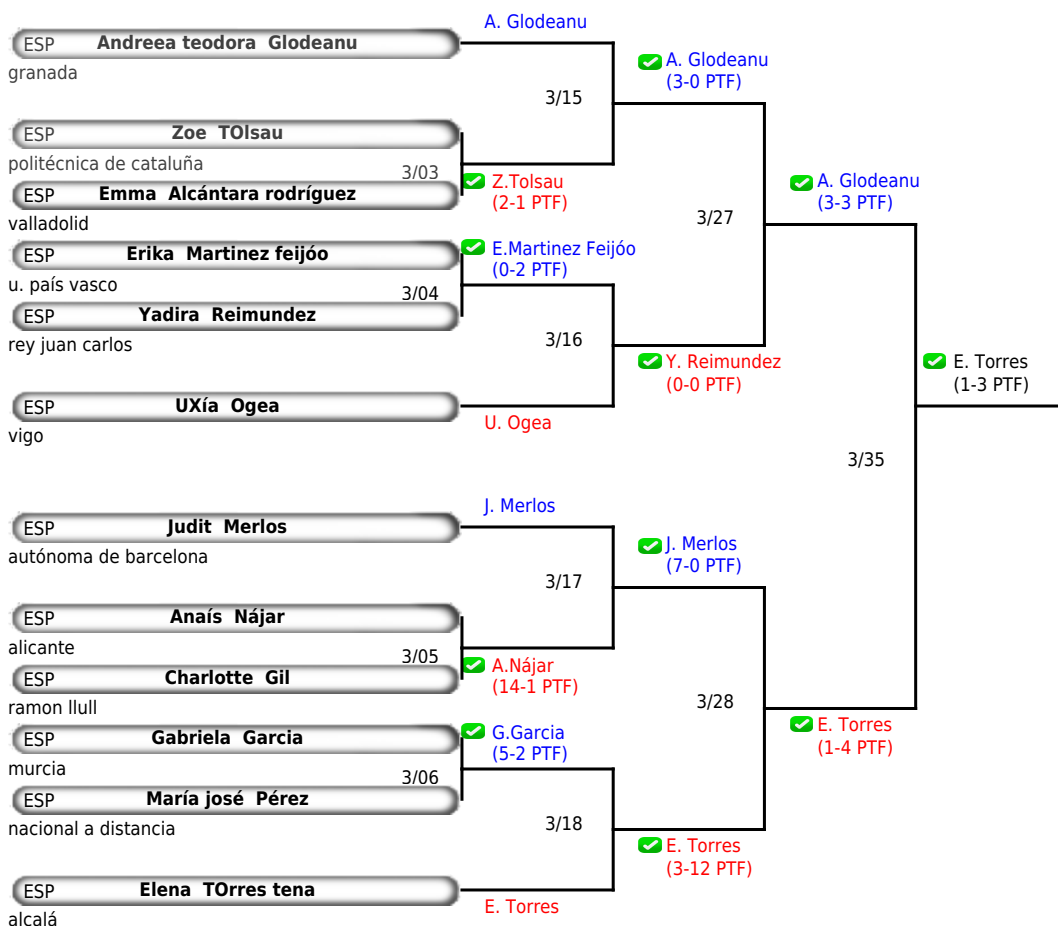 A. Glodeanu
ESP Andreea teodora Glodeanu
granada
A. Glodeanu
(3-0 PTF)
3/15
ESP Zoe TOlsau
politécnica de cataluña
3/03
Z.Tolsau
(2-1 PTF)
ESP Emma Alcántara rodríguez
valladolid
A. Glodeanu
(3-3 PTF)
3/27
ESP Erika Martinez feijóo
E.Martinez Feijóo
(0-2 PTF)
u. país vasco
3/04
ESP Yadira Reimundez
rey juan carlos
3/16
Y. Reimundez
(0-0 PTF)
E. Torres
(1-3 PTF)
ESP UXía Ogea
U. Ogea
vigo
3/35
J. Merlos
ESP Judit Merlos
autónoma de barcelona
J. Merlos
(7-0 PTF)
3/17
ESP Anaís Nájar
alicante
3/05
A.Nájar
(14-1 PTF)
ESP Charlotte Gil
ramon llull
3/28
ESP Gabriela Garcia
G.Garcia
(5-2 PTF)
E. Torres
(1-4 PTF)
murcia
3/06
ESP María josé Pérez
nacional a distancia
3/18
E. Torres
(3-12 PTF)
ESP Elena TOrres tena
E. Torres
alcalá